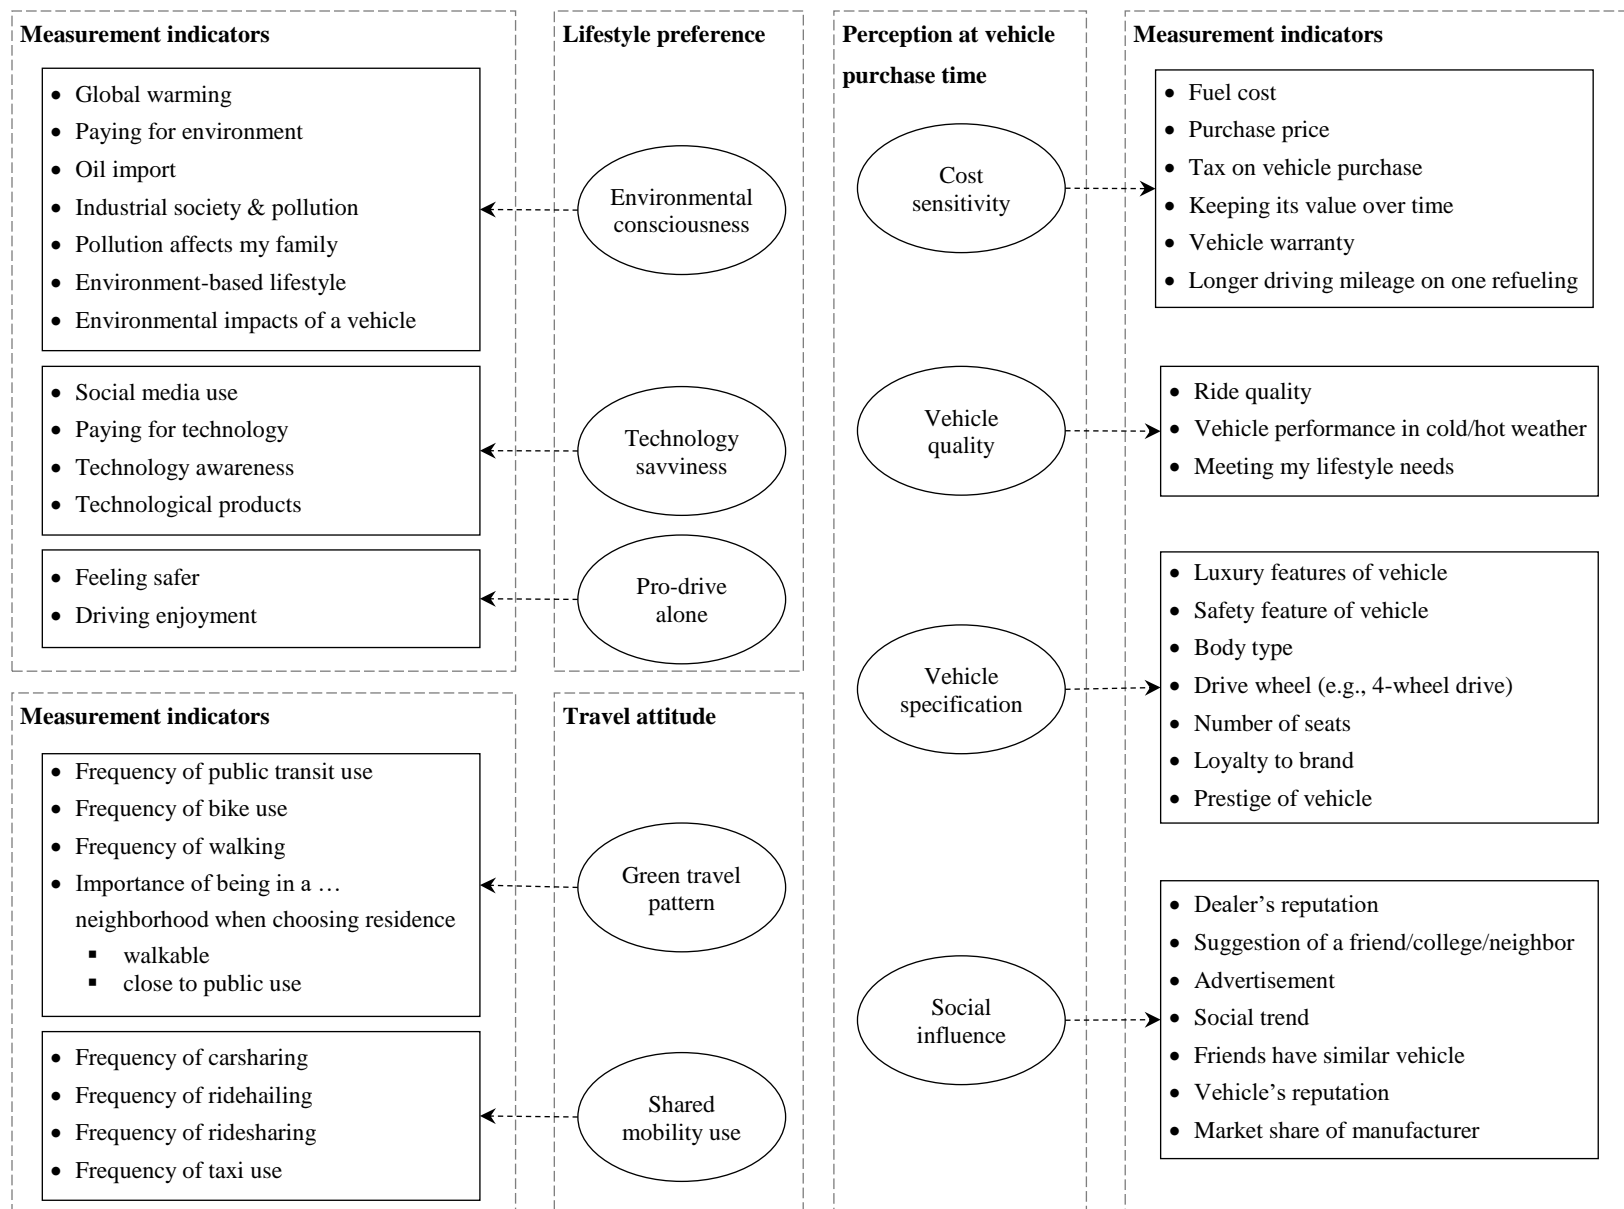 Measurement indicators
• Global warming
• Paying for environment
• Oil import
• Industrial society & pollution
• Pollution affects my family
• Environment-based lifestyle
• Environmental impacts of a vehicle
• Social media use
• Paying for technology
• Technology awareness
• Technological products
• Feeling safer
• Driving enjoyment
Lifestyle preference
Environmental
consciousness
Technology
savviness
Pro-drive
alone
Measurement indicators
• Frequency of public transit use
• Frequency of bike use
• Frequency of walking
• Importance of being in a …
neighborhood when choosing residence
▪ walkable
▪ close to public use
• Frequency of carsharing
• Frequency of ridehailing
• Frequency of ridesharing
• Frequency of taxi use
Travel attitude
Green travel
pattern
Shared
mobility use
Perception at vehicle
purchase time
Cost
sensitivity
Vehicle
quality
Vehicle
specification
Social
influence
Measurement indicators
• Fuel cost
• Purchase price
• Tax on vehicle purchase
• Keeping its value over time
• Vehicle warranty
• Longer driving mileage on one refueling
• Ride quality
• Vehicle performance in cold/hot weather
• Meeting my lifestyle needs
• Luxury features of vehicle
• Safety feature of vehicle
• Body type
• Drive wheel (e.g., 4-wheel drive)
• Number of seats
• Loyalty to brand
• Prestige of vehicle
• Dealer’s reputation
• Suggestion of a friend/college/neighbor
• Advertisement
• Social trend
• Friends have similar vehicle
• Vehicle’s reputation
• Market share of manufacturer